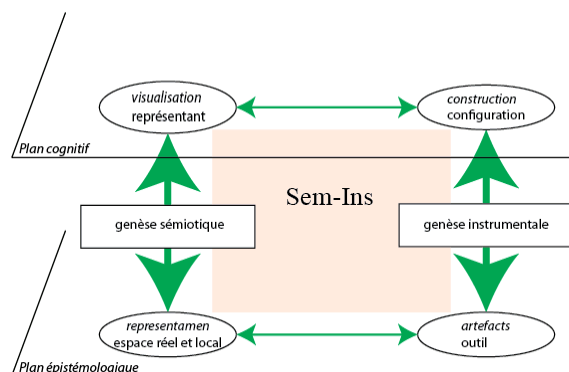 visualisation
représentant
construction
configuration
Plan cognitif
Sem-Ins
genèse sémiotique
genèse instrumentale
representamen
espace réel et local
artefacts
outil
Plan épistémologique